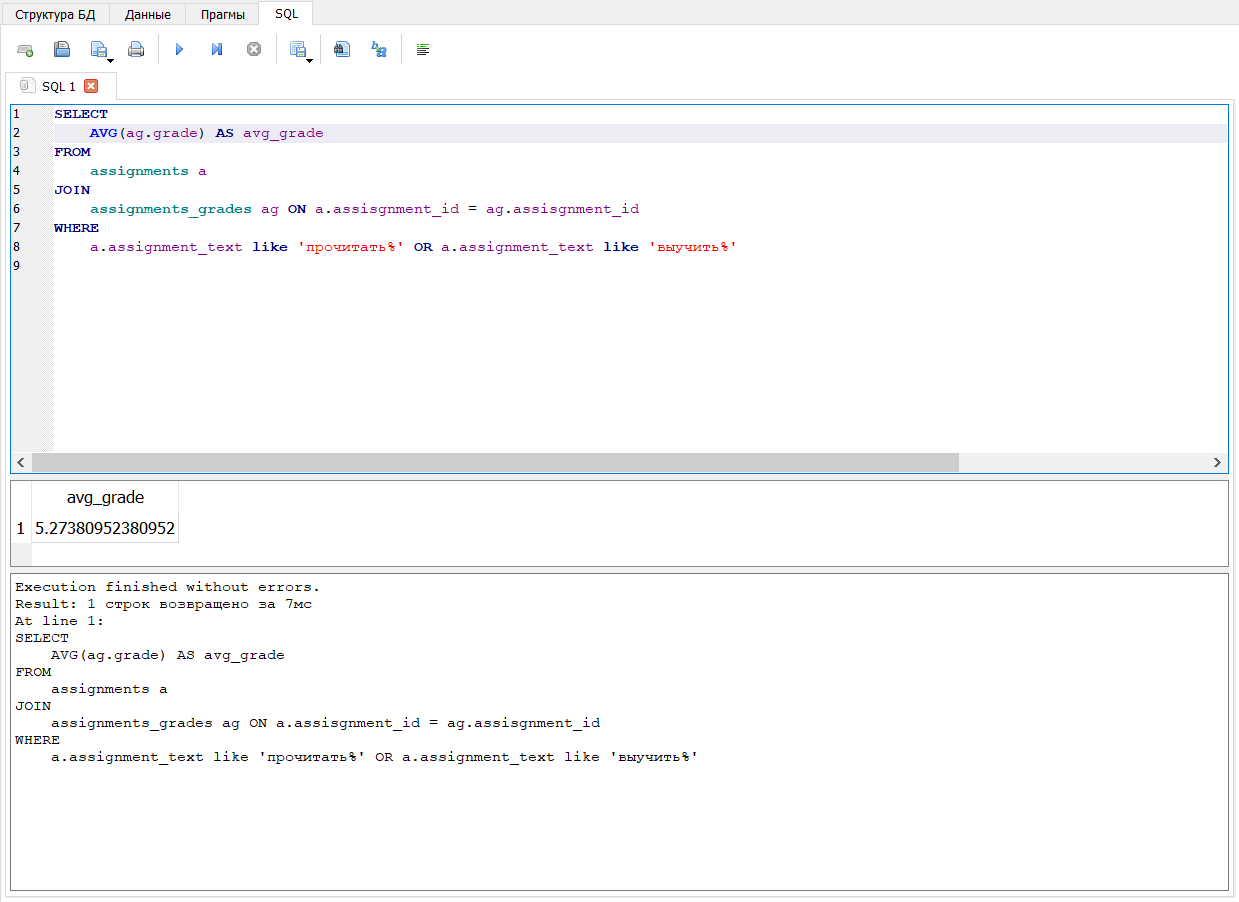 Структура БД Данные Прагмы SQL
SQL 1
1 SELECT
2 AVG(ag.grade) AS avg_grade
3 FROM
4 assignments a
5 JOIN
6 assignments_grades ag ON a.assisgnment_id = ag.assisgnment_id
7 WHERE
8 a.assignment_text like 'прочитать%' OR a.assignment_text like 'выучить%'
9
avg_grade
1 5.27380952380952
Execution finished without errors.
Result: 1 строк возвращено за 7мс
At line 1:
SELECT
AVG(ag.grade) AS avg_grade
FROM
assignments a
JOIN
assignments_grades ag ON a.assisgnment_id = ag.assisgnment_id
WHERE
a.assignment_text like 'прочитать%' OR a.assignment_text like 'выучить%'